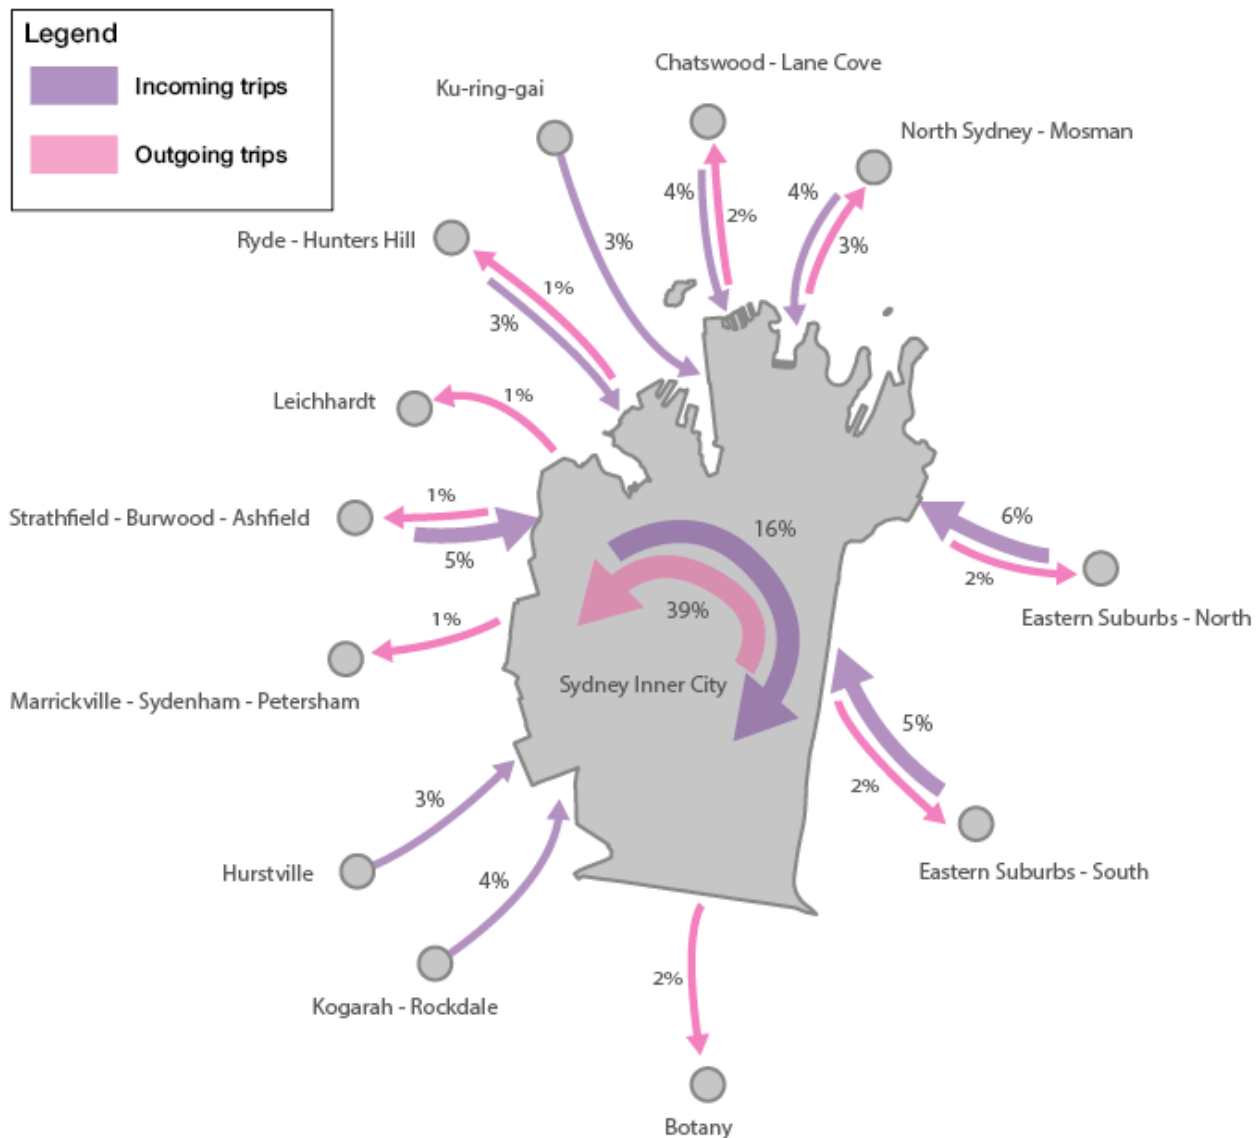 Legend
Incoming trips
Outgoing trips
Chatswood - Lane Cove
Ku-ring-gai
North Sydney - Mosman
4%
2%
4%
3%
3%
Ryde - Hunters Hill
1%
3%
Leichhardt
1%
Strathfield - Burwood - Ashfield
1%
5%
16%
6%
2%
39%
Eastern Suburbs - North
1%
Marrickville - Sydenham - Petersham
Sydney Inner City
5%
2%
3%
Hurstville
4%
Eastern Suburbs - South
2%
Kogarah - Rockdale
Botany